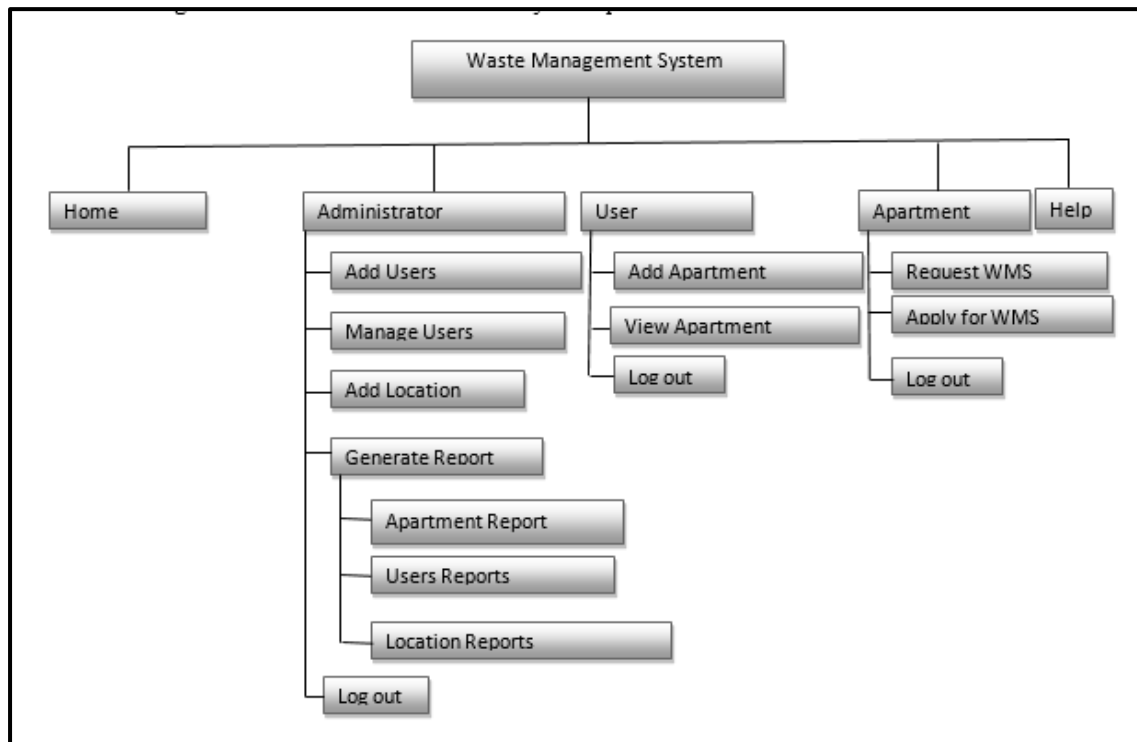 Waste Management System
Home
Administrator
User
Apartment
Help
Add Users
Manage Users
Add Location
Generate Report
Apartment Report
Users Reports
Location Reports
Log out
Add Apartment
View Apartment
Log out
Request WMS
Apply for WMS
Log out